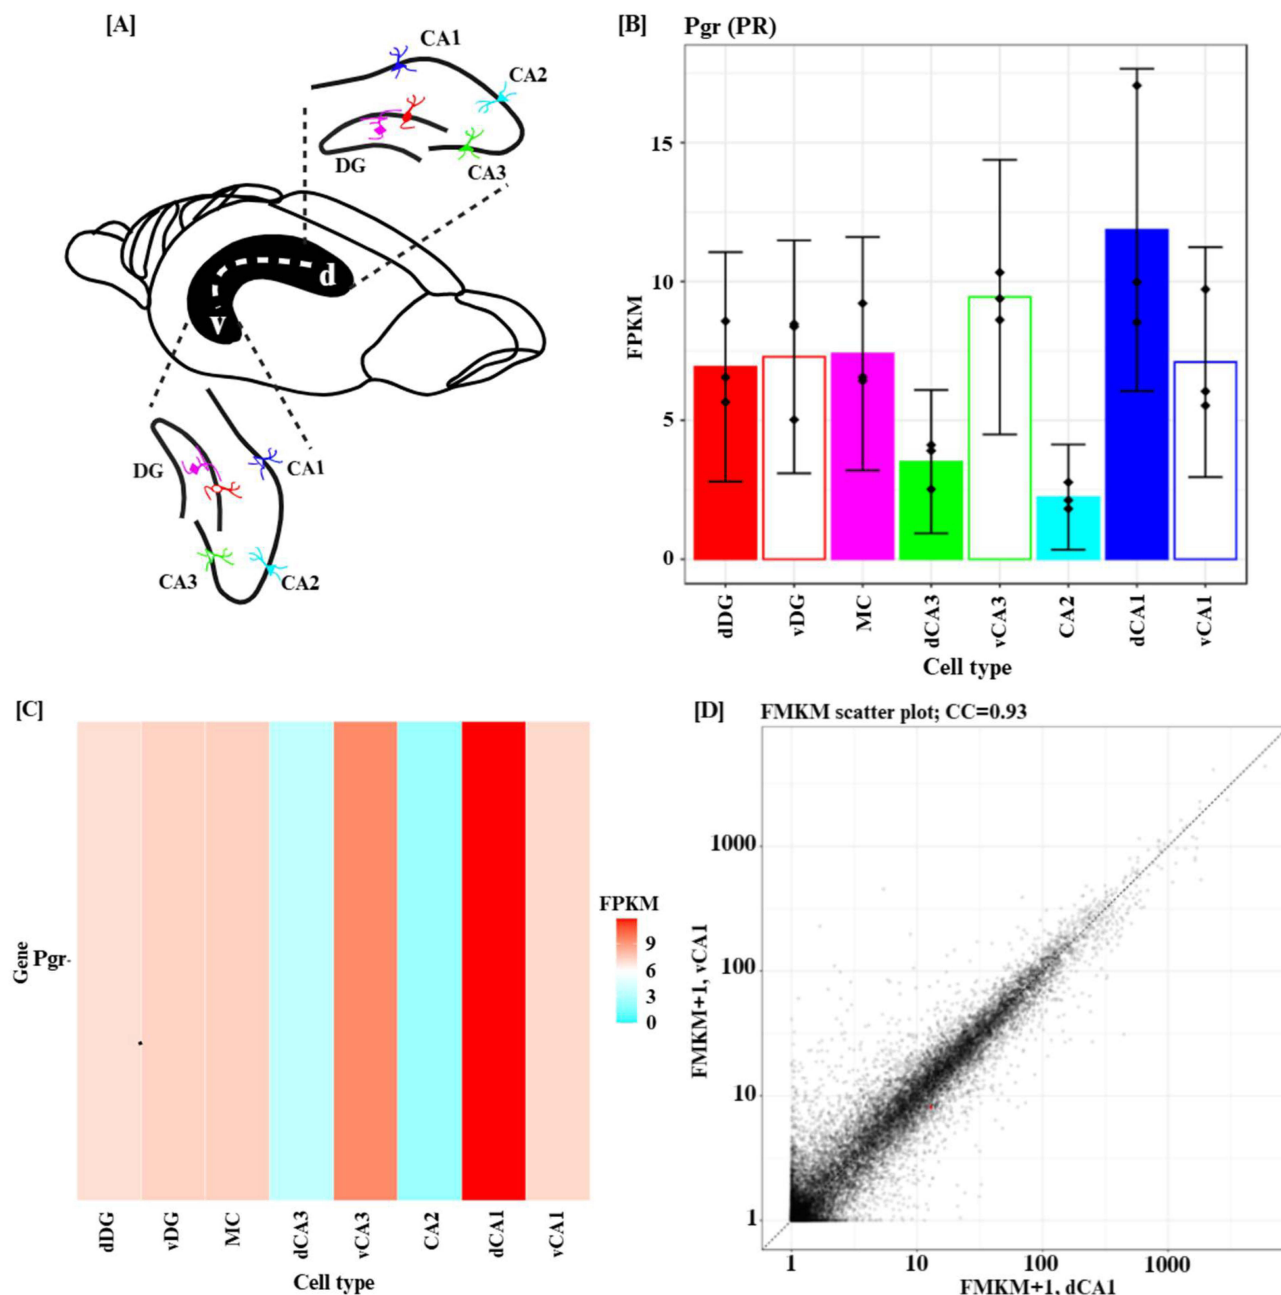 [A]
CA1
CA2
DG
CA3
d
v
DG
CA1
CA3
CA2
[B] Pgr (PR)
FPKM
15
10
5
0
dDG
vDG
MC
dCA3
vCA3
CA2
dCA1
vCA1
Cell type
[C]
Gene
Pgr
dDG
vDG
MC
dCA3
vCA3
CA2
dCA1
vCA1
Cell type
FPKM
9
6
3
0
[D] FMKM scatter plot; CC=0.93
FMKM+1, vCA1
1000
100
10
1
1 10 100 1000
FMKM+1, dCA1